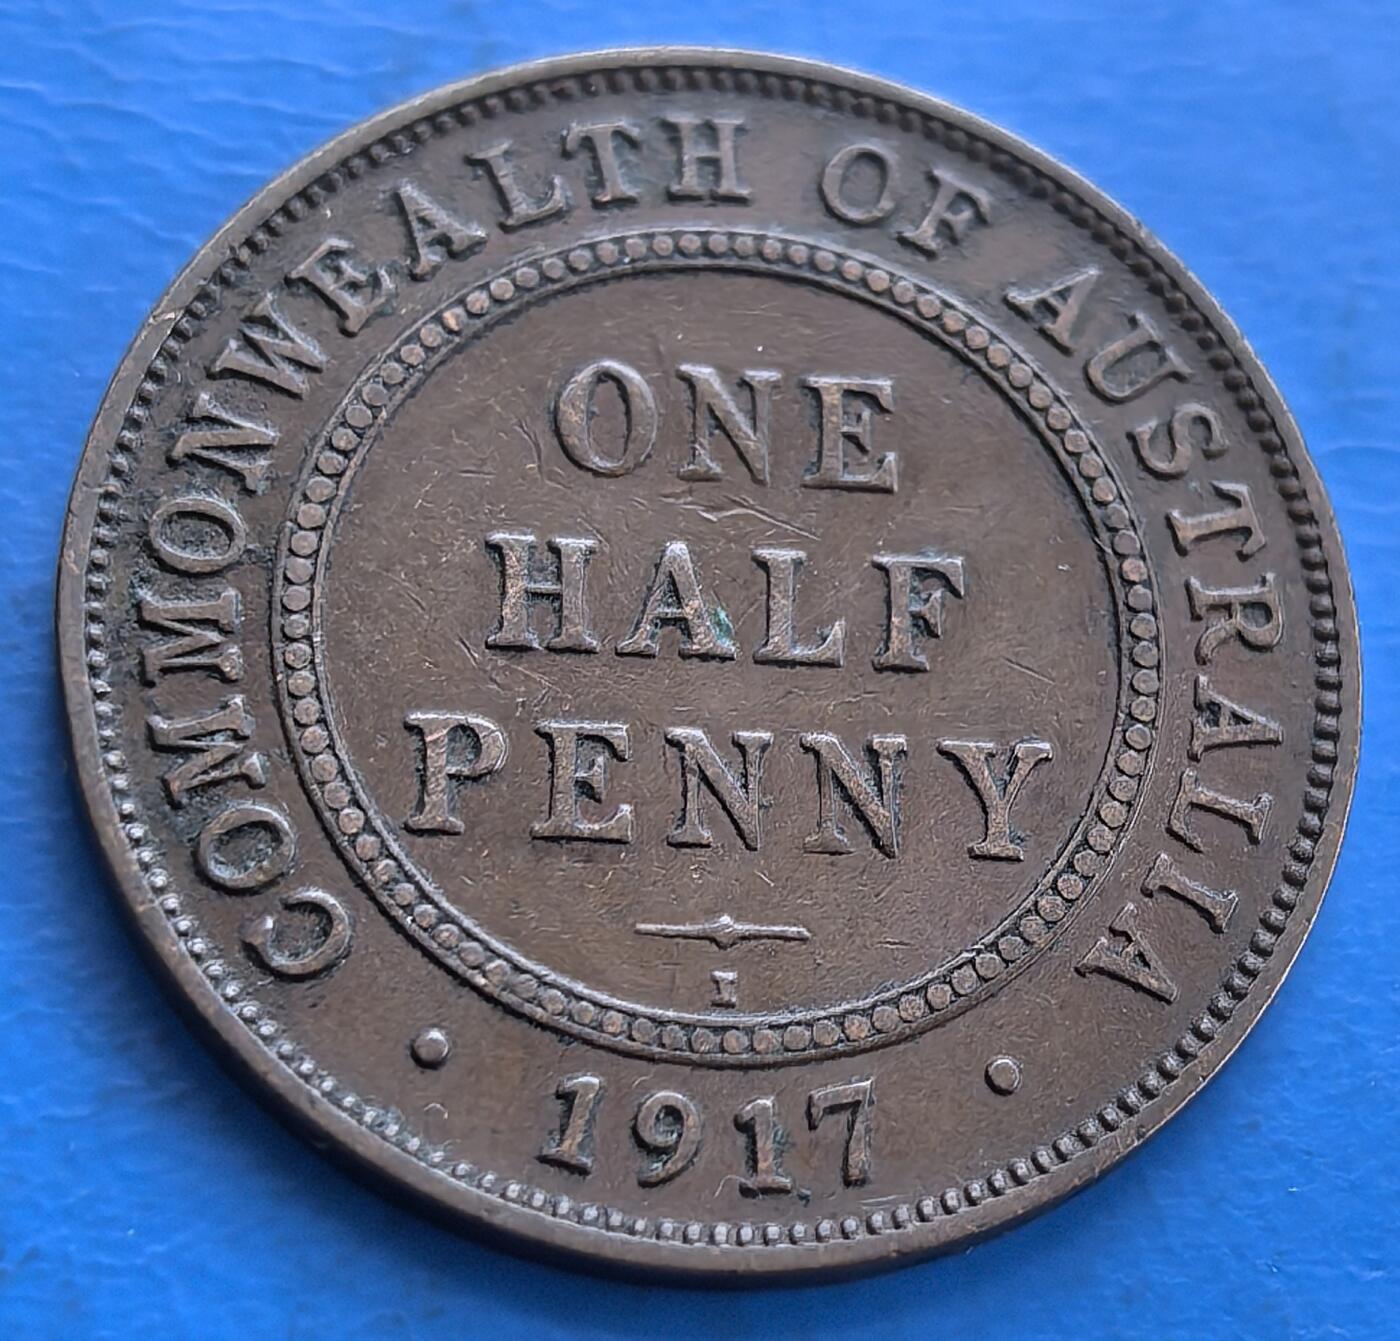 COMMONWEALTH OF AUSTRALIA
ONE
HALF
PENNY
I
1917